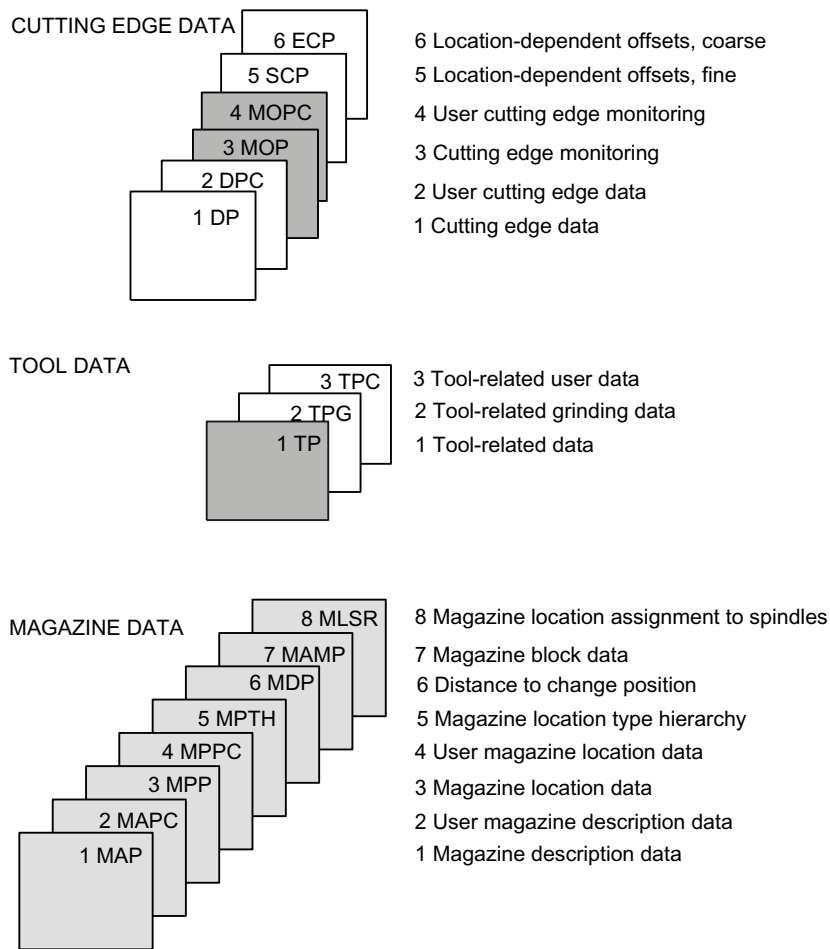 CUTTING EDGE DATA
6 ECP
5 SCP
4 MOPC
3 MOP
2 DPC
1 DP
6 Location-dependent offsets, coarse
5 Location-dependent offsets, fine
4 User cutting edge monitoring
3 Cutting edge monitoring
2 User cutting edge data
1 Cutting edge data
TOOL DATA
3 TPC
2 TPG
1 TP
3 Tool-related user data
2 Tool-related grinding data
1 Tool-related data
MAGAZINE DATA
8 MLSR
7 MAMP
6 MDP
5 MPTH
4 MPPC
3 MPP
2 MAPC
1 MAP
8 Magazine location assignment to spindles
7 Magazine block data
6 Distance to change position
5 Magazine location type hierarchy
4 User magazine location data
3 Magazine location data
2 User magazine description data
1 Magazine description data